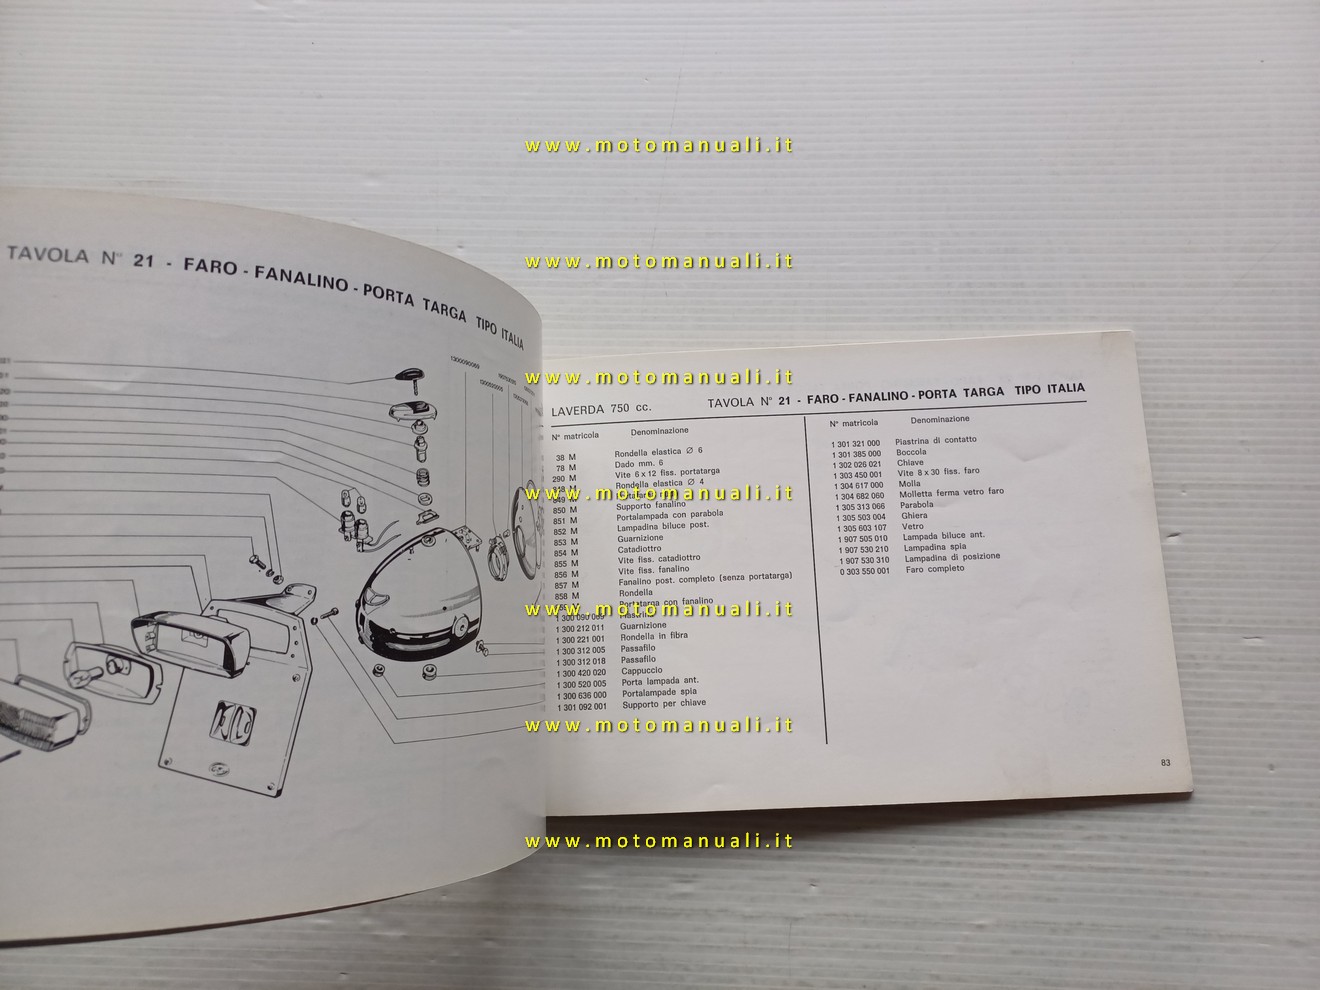 www.motomanuali.it
www.motomanuali.it
www.motomanuali.it
www.motomanuali.it
www.motomanuali.it
www.motomanuali.it
www.motomanuali.it
TAVOLA N° 21 - FARO - FANALINO - PORTA TARGA TIPO ITALIA
1300090069
LAVERDA 750 cc.
TAVOLA N° 21 - FARO - FANALINO - PORTA TARGA TIPO ITALIA
N° matricola Denominazione
38 M Rondella elastica Ø 6
78 M Dado mm. 6
290 M Vite 6 x 12 fiss. portatarga
Rondella elastica Ø 4
849 M
850 M Supporto fanalino
851 M Portalampada con parabola
852 M Lampadina biluce post.
853 M Guarnizione
854 M Catadiottro
855 M Vite fiss. catadiottro
856 M Vite fiss. fanalino
857 M Fanalino post. completo (senza portatarga)
858 M Rondella
Portatarga con fanalino
1 300 090 069 Piastrina
1 300 212 011 Guarnizione
1 300 221 001 Rondella in fibra
1 300 312 005 Passafilo
1 300 312 018 Passafilo
1 300 420 020 Cappuccio
1 300 520 005 Porta lampada ant.
1 300 636 000 Portalampade spia
1 301 092 001 Supporto per chiave
N° matricola Denominazione
1 301 321 000 Piastrina di contatto
1 301 385 000 Boccola
1 302 026 021 Chiave
1 303 450 001 Vite 8 x 30 fiss. faro
1 304 617 000 Molla
1 304 682 060 Molletta ferma vetro faro
1 305 313 066 Parabola
1 305 503 004 Ghiera
1 305 603 107 Vetro
1 907 505 010 Lampada biluce ant.
1 907 530 210 Lampadina spia
1 907 530 310 Lampadina di posizione
0 303 550 001 Faro completo
83